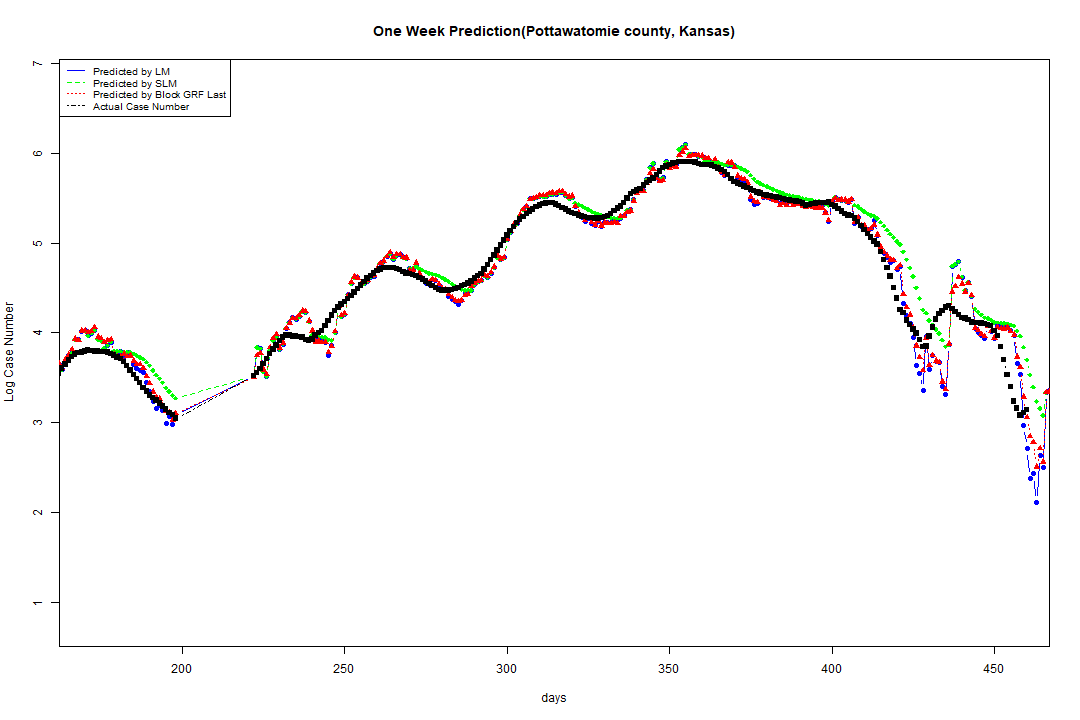 One Week Prediction(Pottawatomie county, Kansas)
Predicted by LM
Predicted by SLM
Predicted by Block GRF Last
Actual Case Number
7
6
5
4
3
2
1
Log Case Number
200
250
300
350
400
450
days